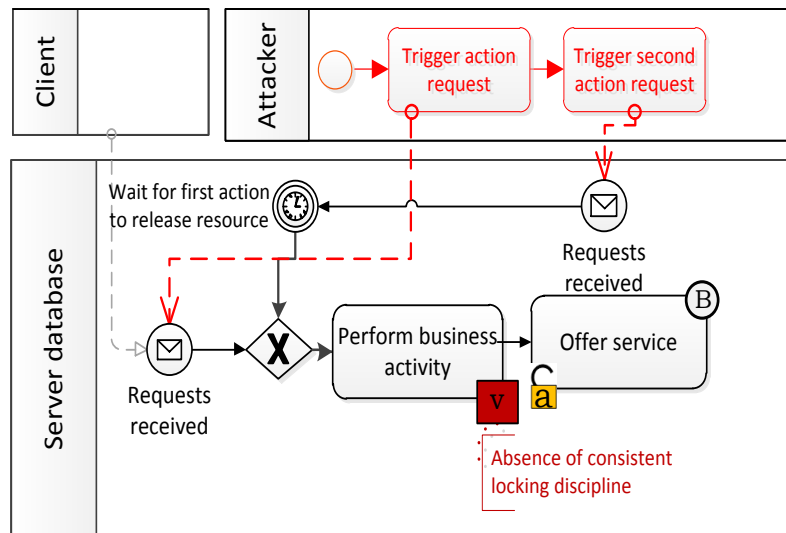 Client
Attacker
Trigger action
request
Trigger second
action request
Server database
Wait for first action
to release resource
Requests
received
Requests
received
X
Perform business
activity
Offer service
B
v
C
a
Absence of consistent
locking discipline